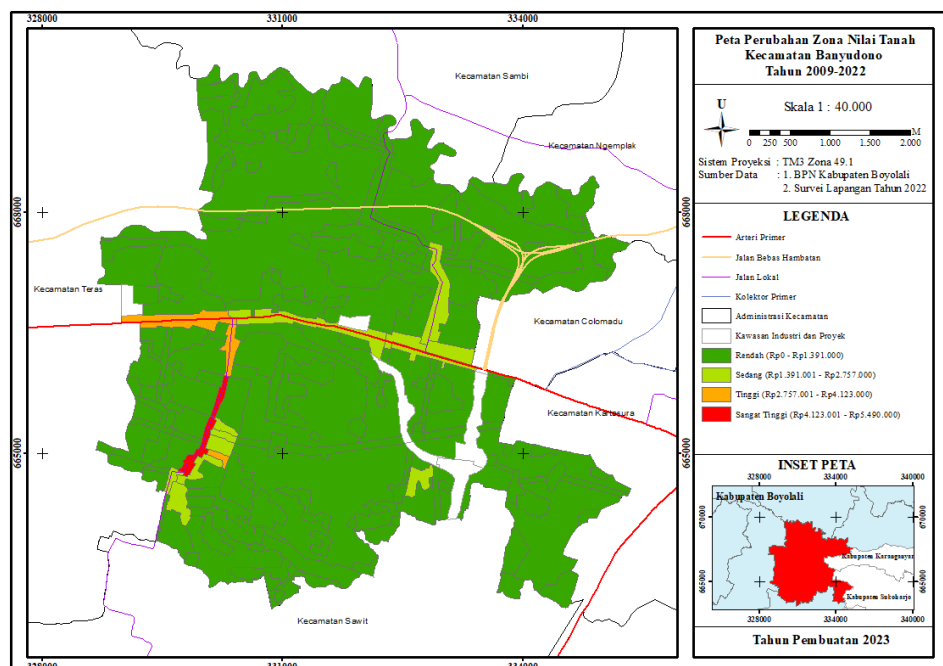 328000
331000
334000
668000
665000
668000
665000
328000
331000
334000
Kecamatan Sambi
Kecamatan Ngemplak
Kecamatan Teras
Kecamatan Colomadu
Kecamatan Kartasura
Kecamatan Sawit
Peta Perubahan Zona Nilai Tanah
Kecamatan Banyudono
Tahun 2009-2022
U
Skala 1 : 40.000
M
0 250 500 1.000 1.500 2.000
Sistem Proyeksi : TM3 Zona 49.1
Sumber Data : 1. BPN Kabupaten Boyolali
2. Survei Lapangan Tahun 2022
LEGENDA
Arteri Primer
Jalan Bebas Hambatan
Jalan Lokal
Kolektor Primer
Administrasi Kecamatan
Kawasan Industri dan Proyek
Rendah (Rp0 - Rp1.391.000)
Sedang (Rp1.391.001 - Rp2.757.000)
Tinggi (Rp2.757.001 - Rp4.123.000)
Sangat Tinggi (Rp4.123.001 - Rp5.490.000)
INSET PETA
328000
334000
340000
Kabupaten Boyolali
670000
670000
Kabupaten Karanganyar
665000
665000
Kabupaten Sukoharjo
328000
334000
340000
Tahun Pembuatan 2023